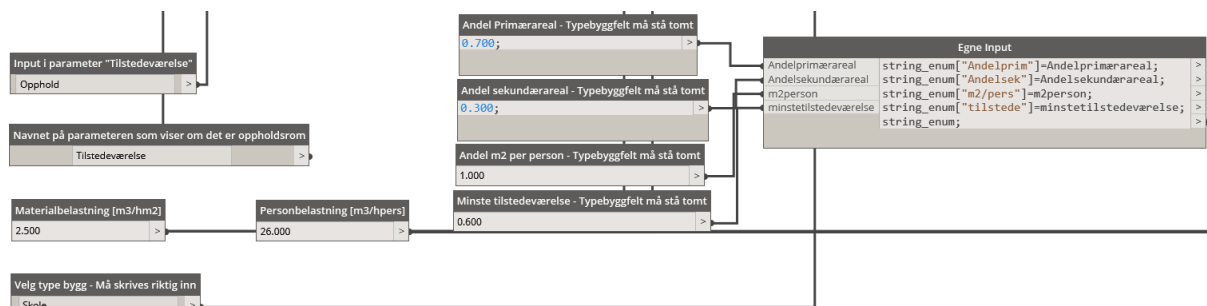 Input i parameter "Tilstedeværelse"
Opphold
>
Navnet på parameteren som viser om det er oppholdsrom
Tilstedeværelse
>
Materialbelastning [m3/hm2]
2.500
>
Personbelastning [m3/hpers]
26.000
>
Velg type bygg - Må skrives riktig inn
Skole
>
Andel Primærareal - Typebyggfelt må stå tomt
0.700;
>
Andel sekundærareal - Typebyggfelt må stå tomt
0.300;
>
Andel m2 per person - Typebyggfelt må stå tomt
1.000
>
Minste tilstedeværelse - Typebyggfelt må stå tomt
0.600
>
Egne Input
Andelprimærareal string_enum["Andelprim"]=Andelprimærareal; >
Andelsekundærareal string_enum["Andelsek"]=Andelsekundærareal; >
m2person string_enum["m2/pers"]=m2person; >
minstetilstedeværelse string_enum["tilstede"]=minstetilstedeværelse; >
string_enum; >